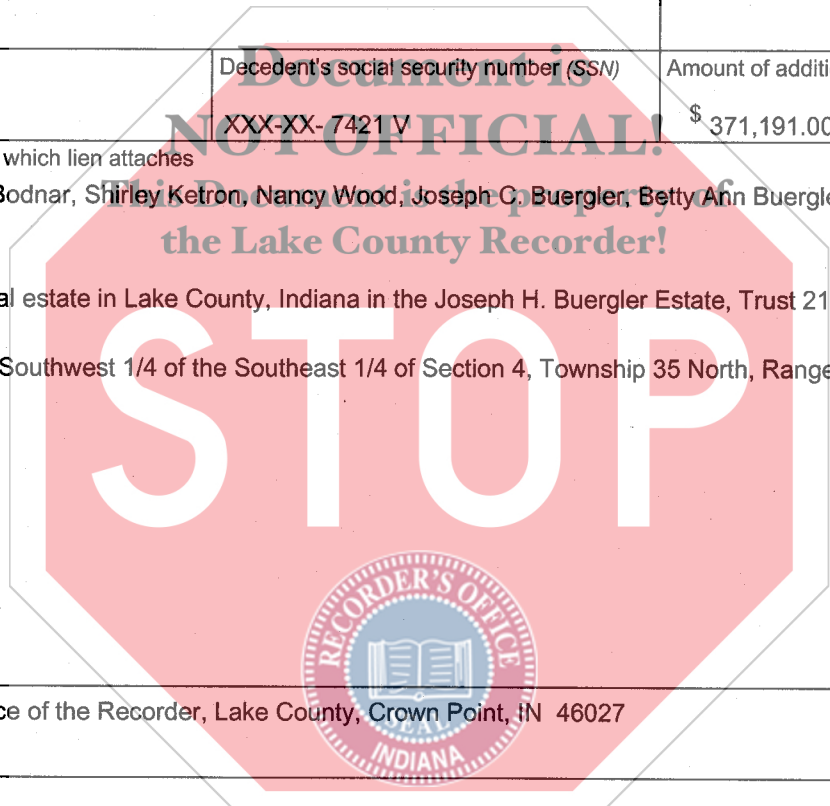 Document is
Decedent's social security number (SSN) Amount of additi
NOT OFFICIAL!
XXX-XX- 7421 V $ 371,191.00
which lien attaches
Bodnar, Shirley Ketron, Nancy Wood, Joseph C. Buergler, Betty Ann Buergle
This Document is the property of
the Lake County Recorder!
al estate in Lake County, Indiana in the Joseph H. Buergler Estate, Trust 21
STOP
Southwest 1/4 of the Southeast 1/4 of Section 4, Township 35 North, Range
RECORDER'S OFFICE
ce of the Recorder, Lake County, Crown Point, IN 46027
SEAL
INDIANA